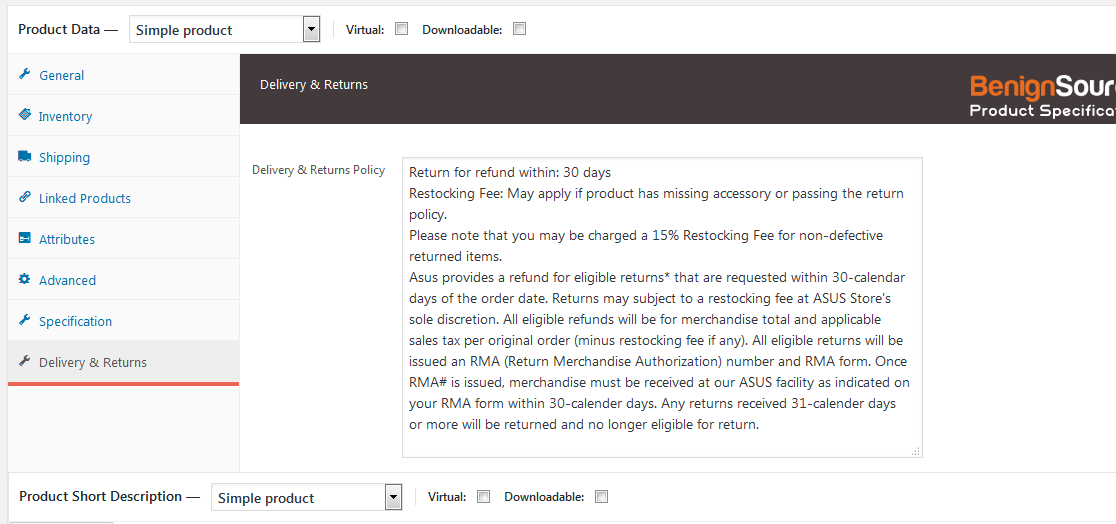 Product Data — Simple product Virtual: Downloadable:
General
Inventory
Shipping
Linked Products
Attributes
Advanced
Specification
Delivery & Returns
Delivery & Returns
BenignSour
Product Specifica
Delivery & Returns Policy
Return for refund within: 30 days
Restocking Fee: May apply if product has missing accessory or passing the return
policy.
Please note that you may be charged a 15% Restocking Fee for non-defective
returned items.
Asus provides a refund for eligible returns* that are requested within 30-calendar
days of the order date. Returns may subject to a restocking fee at ASUS Store's
sole discretion. All eligible refunds will be for merchandise total and applicable
sales tax per original order (minus restocking fee if any). All eligible returns will be
issued an RMA (Return Merchandise Authorization) number and RMA form. Once
RMA# is issued, merchandise must be received at our ASUS facility as indicated on
your RMA form within 30-calender days. Any returns received 31-calender days
or more will be returned and no longer eligible for return.
Product Short Description — Simple product Virtual: Downloadable: